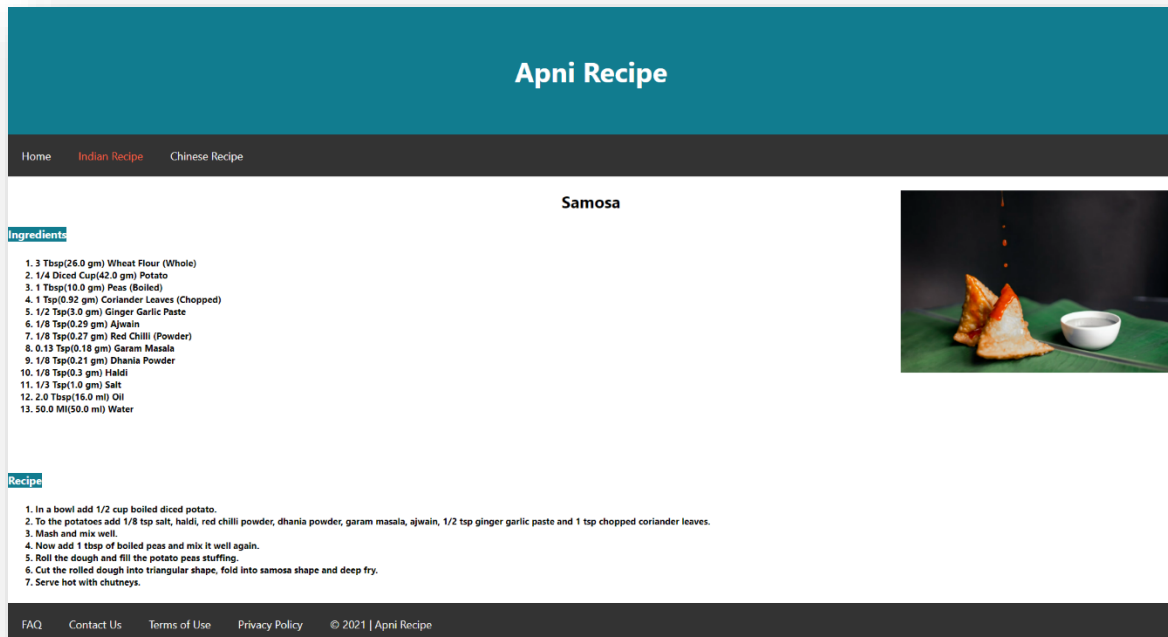 Apni Recipe
Home Indian Recipe Chinese Recipe
Samosa
Ingredients
1. 3 Tbsp(26.0 gm) Wheat Flour (Whole)
2. 1/4 Diced Cup(42.0 gm) Potato
3. 1 Tbsp(10.0 gm) Peas (Boiled)
4. 1 Tsp(0.92 gm) Coriander Leaves (Chopped)
5. 1/2 Tsp(3.0 gm) Ginger Garlic Paste
6. 1/8 Tsp(0.29 gm) Ajwain
7. 1/8 Tsp(0.27 gm) Red Chilli (Powder)
8. 0.13 Tsp(0.18 gm) Garam Masala
9. 1/8 Tsp(0.21 gm) Dhania Powder
10. 1/8 Tsp(0.3 gm) Haldi
11. 1/3 Tsp(1.0 gm) Salt
12. 2.0 Tbsp(16.0 ml) Oil
13. 50.0 Ml(50.0 ml) Water
Recipe
1. In a bowl add 1/2 cup boiled diced potato.
2. To the potatoes add 1/8 tsp salt, haldi, red chilli powder, dhania powder, garam masala, ajwain, 1/2 tsp ginger garlic paste and 1 tsp chopped coriander leaves.
3. Mash and mix well.
4. Now add 1 tbsp of boiled peas and mix it well again.
5. Roll the dough and fill the potato peas stuffing.
6. Cut the rolled dough into triangular shape, fold into samosa shape and deep fry.
7. Serve hot with chutneys.
FAQ Contact Us Terms of Use Privacy Policy © 2021 | Apni Recipe